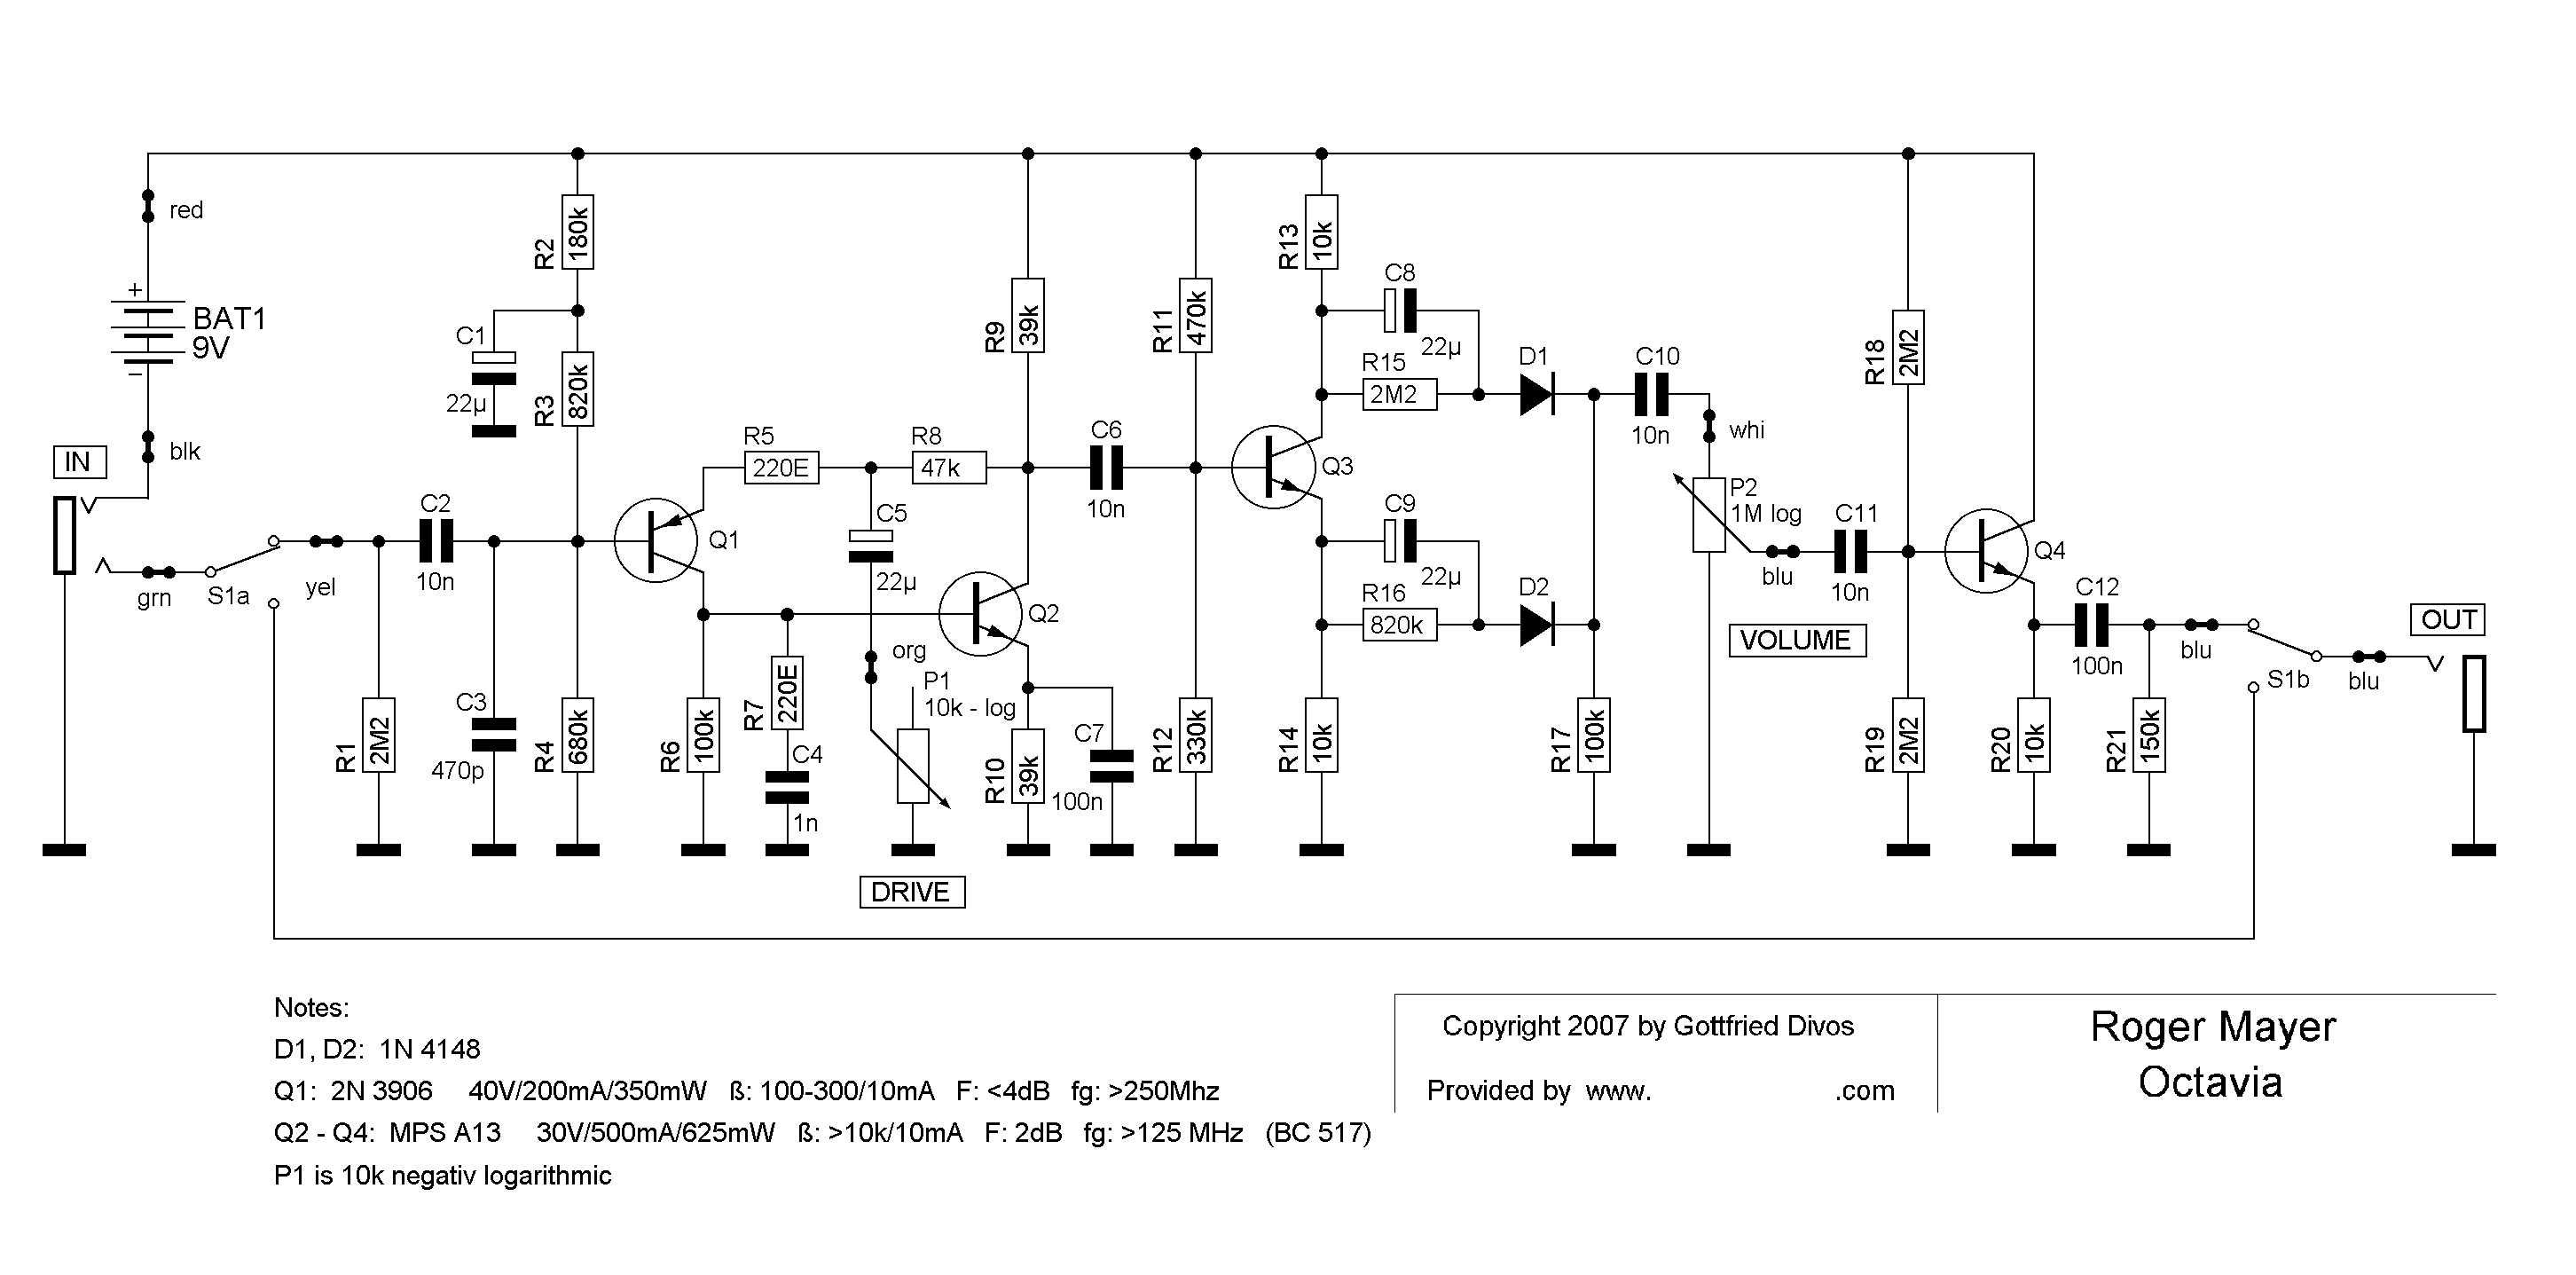 red
+
BAT1
9V
−
blk
IN
grn
S1a
yel
R1
2M2
C2
10n
C1
22µ
C3
470p
R2
180k
R3
820k
R4
680k
Q1
R5
220E
R6
100k
R7
220E
C4
1n
R8
47k
C5
22µ
org
P1
10k - log
DRIVE
Q2
R9
39k
R10
39k
C7
100n
C6
10n
R11
470k
R12
330k
Q3
R13
10k
R14
10k
C8
22µ
R15
2M2
C9
22µ
R16
820k
D1
D2
R17
100k
C10
10n
whi
P2
1M log
blu
VOLUME
C11
10n
R18
2M2
R19
2M2
Q4
R20
10k
C12
100n
R21
150k
blu
S1b
blu
OUT
Notes:
D1, D2: 1N 4148
Q1: 2N 3906 40V/200mA/350mW ß: 100-300/10mA F: <4dB fg: >250Mhz
Q2 - Q4: MPS A13 30V/500mA/625mW ß: >10k/10mA F: 2dB fg: >125 MHz (BC 517)
P1 is 10k negativ logarithmic
Copyright 2007 by Gottfried Divos
Provided by www. .com
Roger Mayer
Octavia